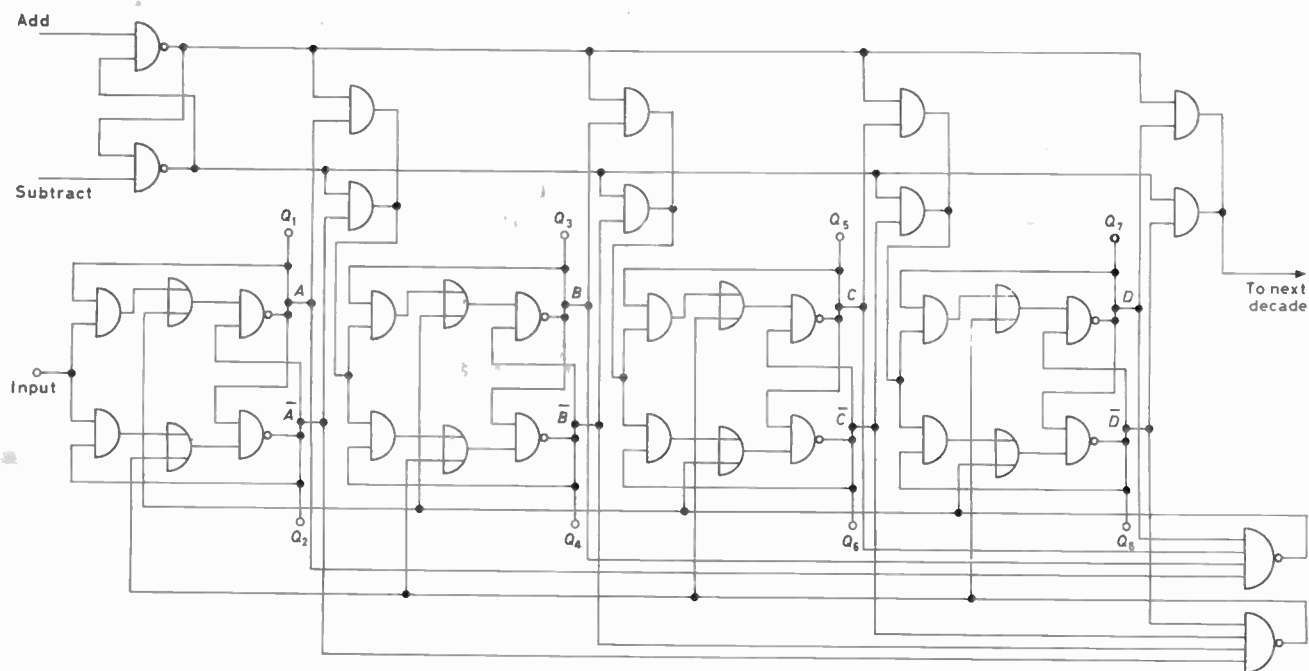 Add
Subtract
Q1
Q3
Q5
Q7
A
B
C
D
To next
decade
Input
A̅
B̅
C̅
D̅
Q2
Q4
Q6
Q8